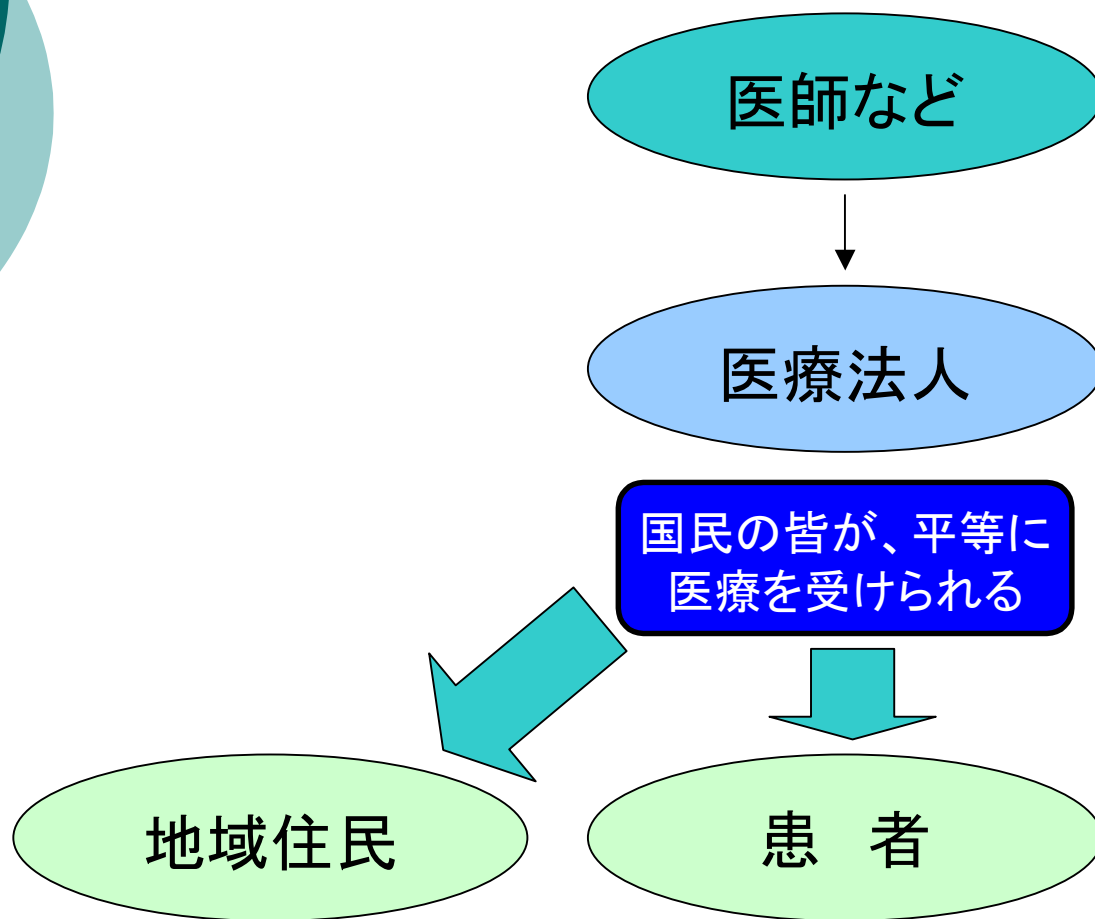 医師など
医療法人
国民の皆が、平等に
医療を受けられる
地域住民
患　者